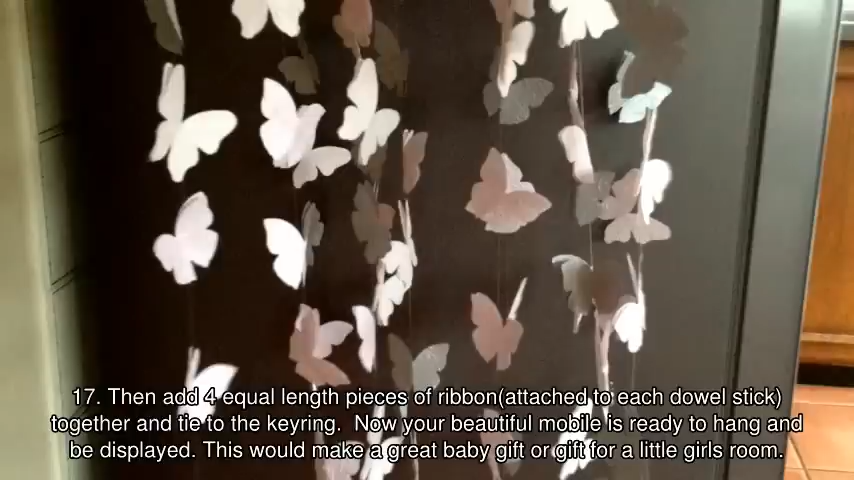 17. Then add 4 equal length pieces of ribbon(attached to each dowel stick)
together and tie to the keyring.  Now your beautiful mobile is ready to hang and
be displayed. This would make a great baby gift or gift for a little girls room.